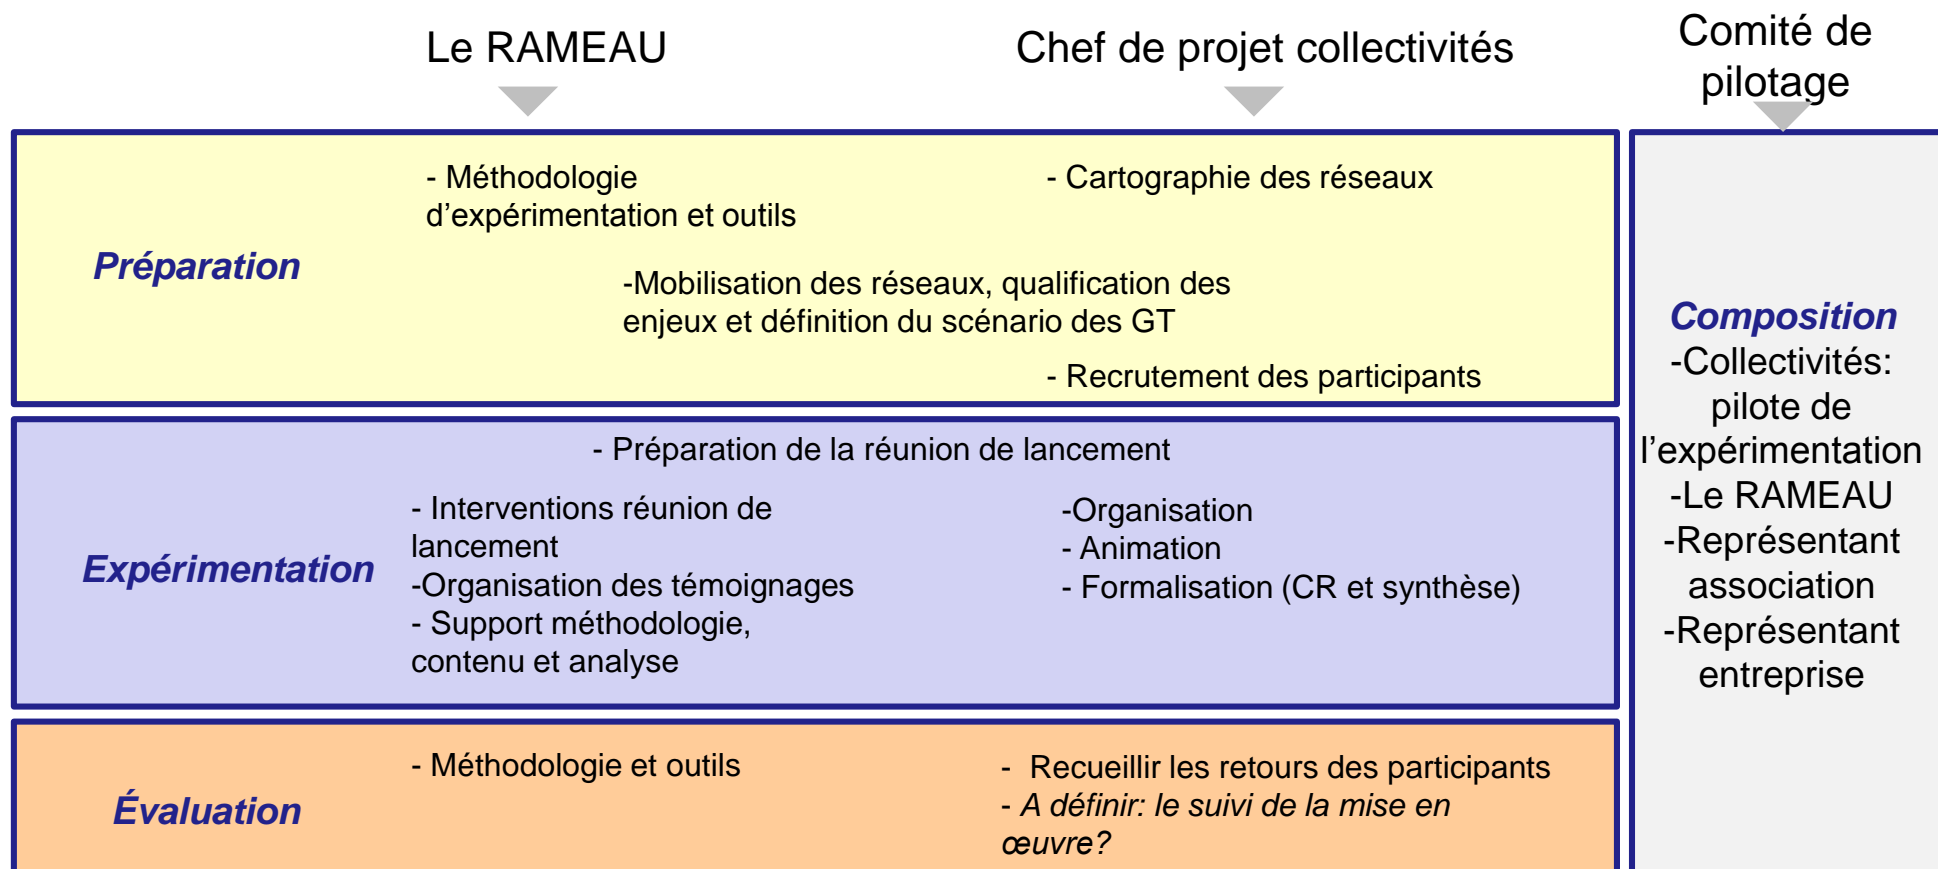 Le RAMEAU
Chef de projet collectivités
Comité de
pilotage
Préparation
- Méthodologie
d’expérimentation et outils
- Cartographie des réseaux
-Mobilisation des réseaux, qualification des
enjeux et définition du scénario des GT
- Recrutement des participants
Expérimentation
- Préparation de la réunion de lancement
- Interventions réunion de
lancement
-Organisation des témoignages
- Support méthodologie,
contenu et analyse
-Organisation
- Animation
- Formalisation (CR et synthèse)
Évaluation
- Méthodologie et outils
- Recueillir les retours des participants
- A définir: le suivi de la mise en
œuvre?
Composition
-Collectivités:
pilote de
l’expérimentation
-Le RAMEAU
-Représentant
association
-Représentant
entreprise